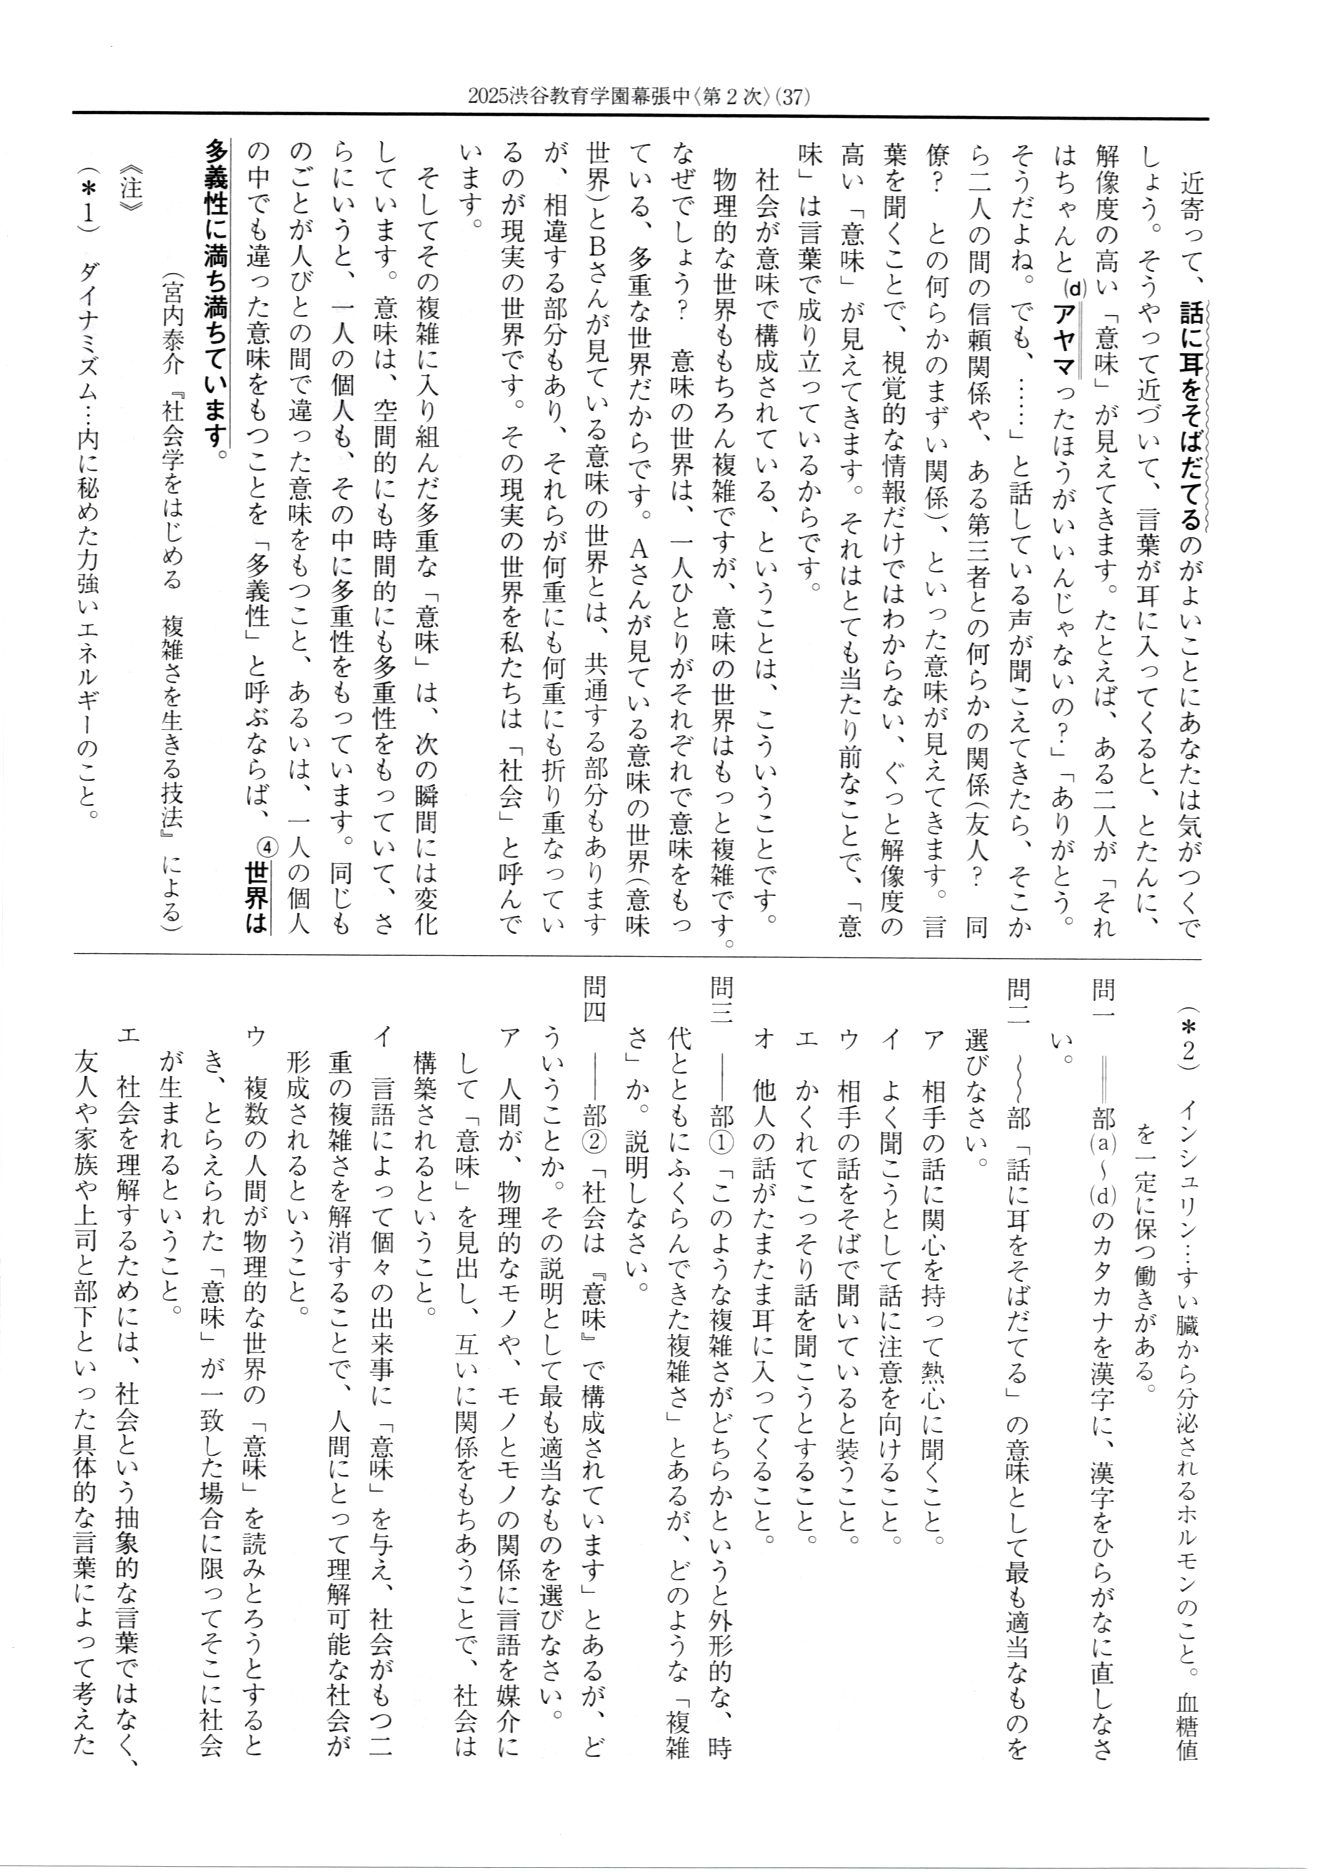 2025渋谷教育学園幕張中〈第２次〉(37)
近寄って、話に耳をそばだてるのがよいことにあなたは気がつくで
しょう。そうやって近づいて、言葉が耳に入ってくると、とたんに、
解像度の高い「意味」が見えてきます。たとえば、ある二人が「それ
はちゃんと(d)アヤマったほうがいいんじゃないの？」「ありがとう。
そうだよね。でも、……」と話している声が聞こえてきたら、そこか
ら二人の間の信頼関係や、ある第三者との何らかの関係(友人？　同
僚？　との何らかのまずい関係)、といった意味が見えてきます。言
葉を聞くことで、視覚的な情報だけではわからない、ぐっと解像度の
高い「意味」が見えてきます。それはとても当たり前なことで、「意
味」は言葉で成り立っているからです。
社会が意味で構成されている、ということは、こういうことです。
物理的な世界ももちろん複雑ですが、意味の世界はもっと複雑です。
なぜでしょう？　意味の世界は、一人ひとりがそれぞれで意味をもっ
ている、多重な世界だからです。Aさんが見ている意味の世界(意味
世界)とBさんが見ている意味の世界とは、共通する部分もあります
が、相違する部分もあり、それらが何重にも何重にも折り重なってい
るのが現実の世界です。その現実の世界を私たちは「社会」と呼んで
います。
そしてその複雑に入り組んだ多重な「意味」は、次の瞬間には変化
しています。意味は、空間的にも時間的にも多重性をもっていて、さ
らにいうと、一人の個人も、その中に多重性をもっています。同じも
のごとが人びとの間で違った意味をもつこと、あるいは、一人の個人
の中でも違った意味をもつことを「多義性」と呼ぶならば、④世界は
多義性に満ち満ちています。
(宮内泰介『社会学をはじめる　複雑さを生きる技法』による)
《注》
(＊１)　ダイナミズム…内に秘めた力強いエネルギーのこと。
(＊２)　インシュリン…すい臓から分泌されるホルモンのこと。血糖値
を一定に保つ働きがある。
問一　＝＝部(a)〜(d)のカタカナを漢字に、漢字をひらがなに直しなさ
い。
問二　〜〜部「話に耳をそばだてる」の意味として最も適当なものを
選びなさい。
ア　相手の話に関心を持って熱心に聞くこと。
イ　よく聞こうとして話に注意を向けること。
ウ　相手の話をそばで聞いていると装うこと。
エ　かくれてこっそり話を聞こうとすること。
オ　他人の話がたまたま耳に入ってくること。
問三　――部①「このような複雑さがどちらかというと外形的な、時
代とともにふくらんできた複雑さ」とあるが、どのような「複雑
さ」か。説明しなさい。
問四　――部②「社会は『意味』で構成されています」とあるが、ど
ういうことか。その説明として最も適当なものを選びなさい。
ア　人間が、物理的なモノや、モノとモノの関係に言語を媒介に
して「意味」を見出し、互いに関係をもちあうことで、社会は
構築されるということ。
イ　言語によって個々の出来事に「意味」を与え、社会がもつ二
重の複雑さを解消することで、人間にとって理解可能な社会が
形成されるということ。
ウ　複数の人間が物理的な世界の「意味」を読みとろうとすると
き、とらえられた「意味」が一致した場合に限ってそこに社会
が生まれるということ。
エ　社会を理解するためには、社会という抽象的な言葉ではなく、
友人や家族や上司と部下といった具体的な言葉によって考えた